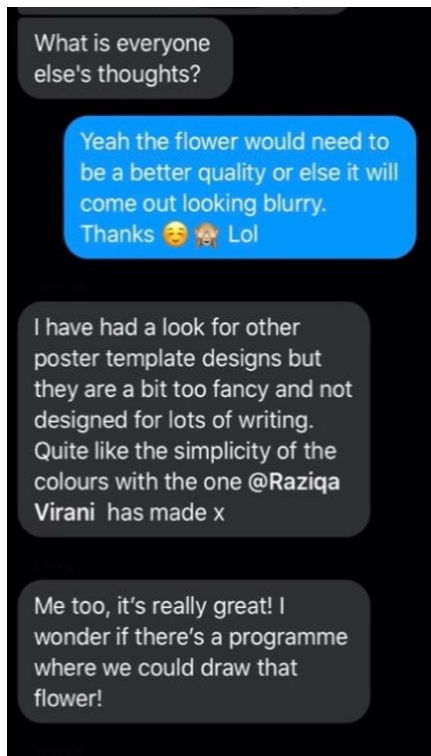 What is everyone
else's thoughts?
Yeah the flower would need to
be a better quality or else it will
come out looking blurry.
Thanks ☺️ 🙈 Lol
I have had a look for other
poster template designs but
they are a bit too fancy and not
designed for lots of writing.
Quite like the simplicity of the
colours with the one @Raziqa
Virani has made x
Me too, it’s really great! I
wonder if there’s a programme
where we could draw that
flower!